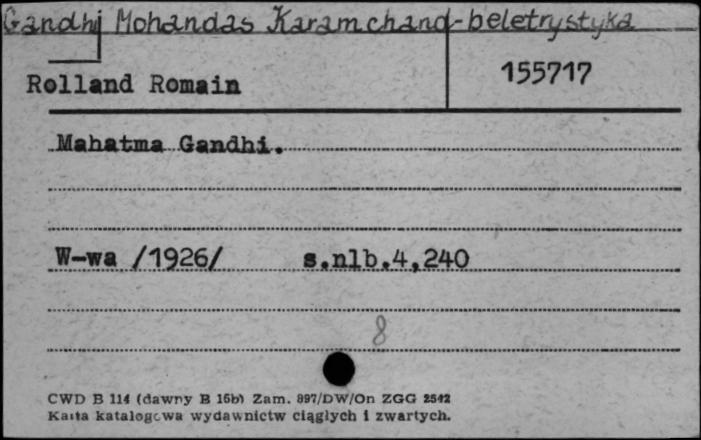 Gandhi Mohandas Karamchand-beletrystyka
Rolland Romain
155717
Mahatma Gandhi.
W-wa /1926/ s.nlb.4,240
8
CWD B 114 (dawny B 16b) Zam. 897/DW/On ZGG 2542
Karta katalogowa wydawnictw ciągłych i zwartych.